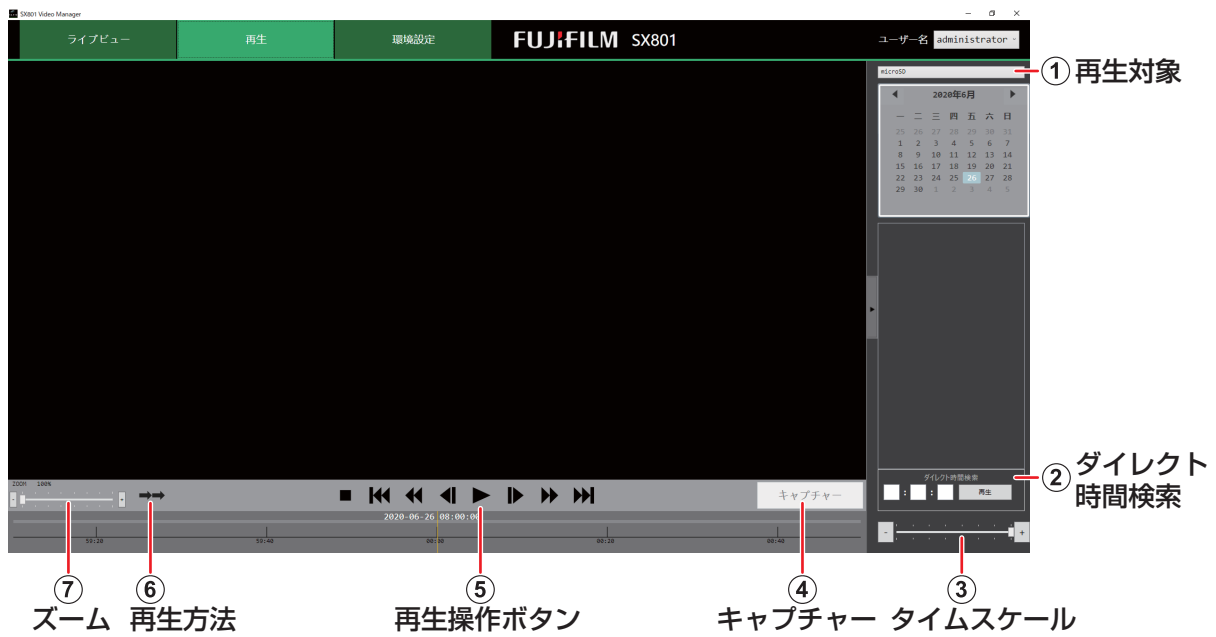 SX801 Video Manager
ライブビュー 再生 環境設定 FUJIFILM SX801 ユーザー名 administrator
microSD
① 再生対象
2020年6月
一 二 三 四 五 六 日
25 26 27 28 29 30 31
1 2 3 4 5 6 7
8 9 10 11 12 13 14
15 16 17 18 19 20 21
22 23 24 25 26 27 28
29 30 1 2 3 4 5
ダイレクト時間検索
: : 再生
② ダイレクト
時間検索
ZOOM 100%
- -
キャプチャー
2020-06-26 08:00:00
59:20 59:40 00:00 00:20 00:40
- +
⑦ ⑥ ⑤ ④ ③
ズーム 再生方法 再生操作ボタン キャプチャー タイムスケール